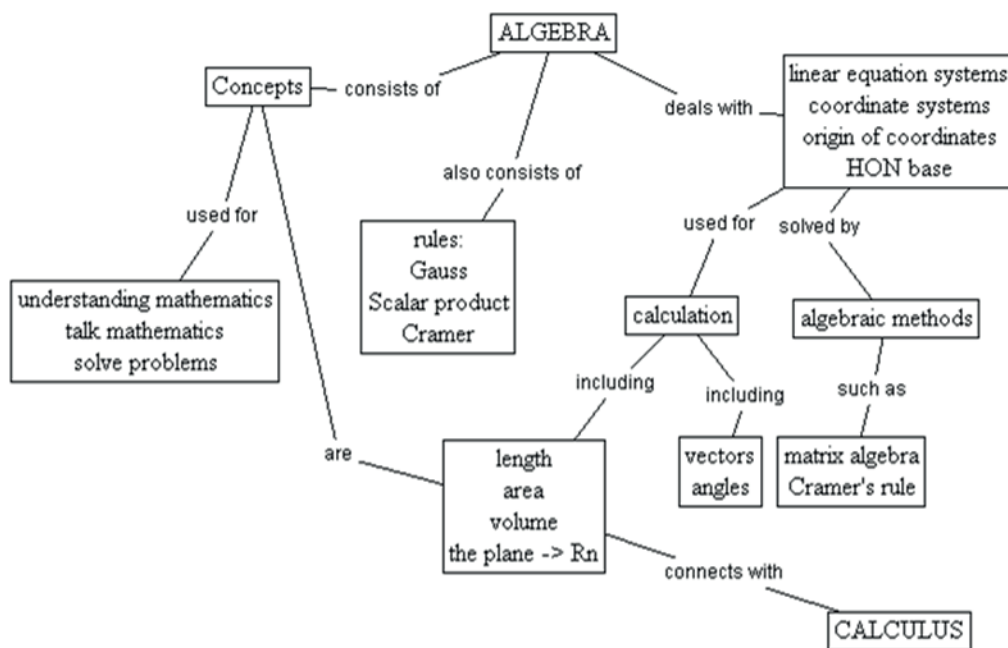 ALGEBRA
Concepts
consists of
deals with
linear equation systems
coordinate systems
origin of coordinates
HON base
also consists of
used for
used for
solved by
rules:
Gauss
Scalar product
Cramer
understanding mathematics
talk mathematics
solve problems
calculation
algebraic methods
including
including
such as
are
length
area
volume
the plane -> Rn
vectors
angles
matrix algebra
Cramer's rule
connects with
CALCULUS